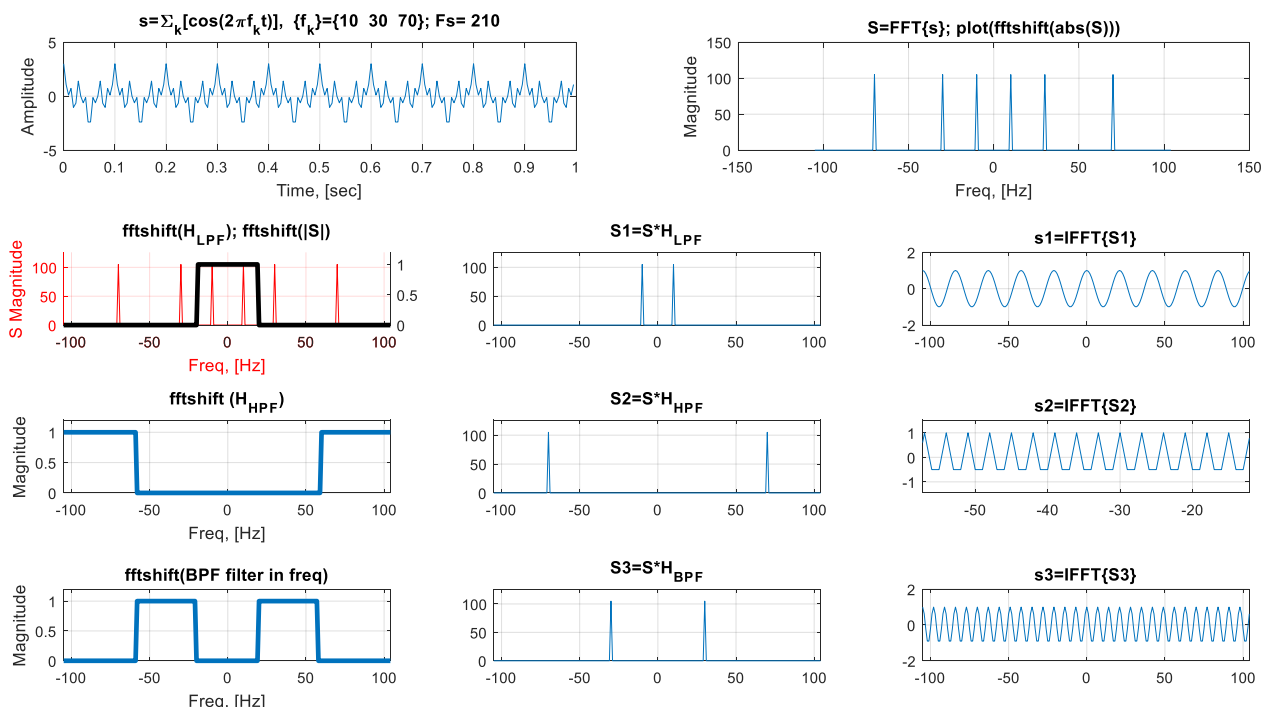 s=Σk[cos(2πfkt)], {fk}={10 30 70}; Fs= 210
5
0
-5
Amplitude
0 0.1 0.2 0.3 0.4 0.5 0.6 0.7 0.8 0.9 1
Time, [sec]
S=FFT{s}; plot(fftshift(abs(S)))
150
100
50
0
Magnitude
-150 -100 -50 0 50 100 150
Freq, [Hz]
fftshift(HLPF); fftshift(|S|)
100
50
0
S Magnitude
1
0.5
0
-100 -50 0 50 100
Freq, [Hz]
S1=S*HLPF
100
50
0
-100 -50 0 50 100
s1=IFFT{S1}
2
0
-2
-100 -50 0 50 100
fftshift (HHPF)
1
0.5
0
Magnitude
-100 -50 0 50 100
Freq, [Hz]
S2=S*HHPF
100
50
0
-100 -50 0 50 100
s2=IFFT{S2}
1
0
-1
-50 -40 -30 -20
fftshift(BPF filter in freq)
1
0.5
0
Magnitude
-100 -50 0 50 100
Freq, [Hz]
S3=S*HBPF
100
50
0
-100 -50 0 50 100
s3=IFFT{S3}
2
0
-2
-100 -50 0 50 100